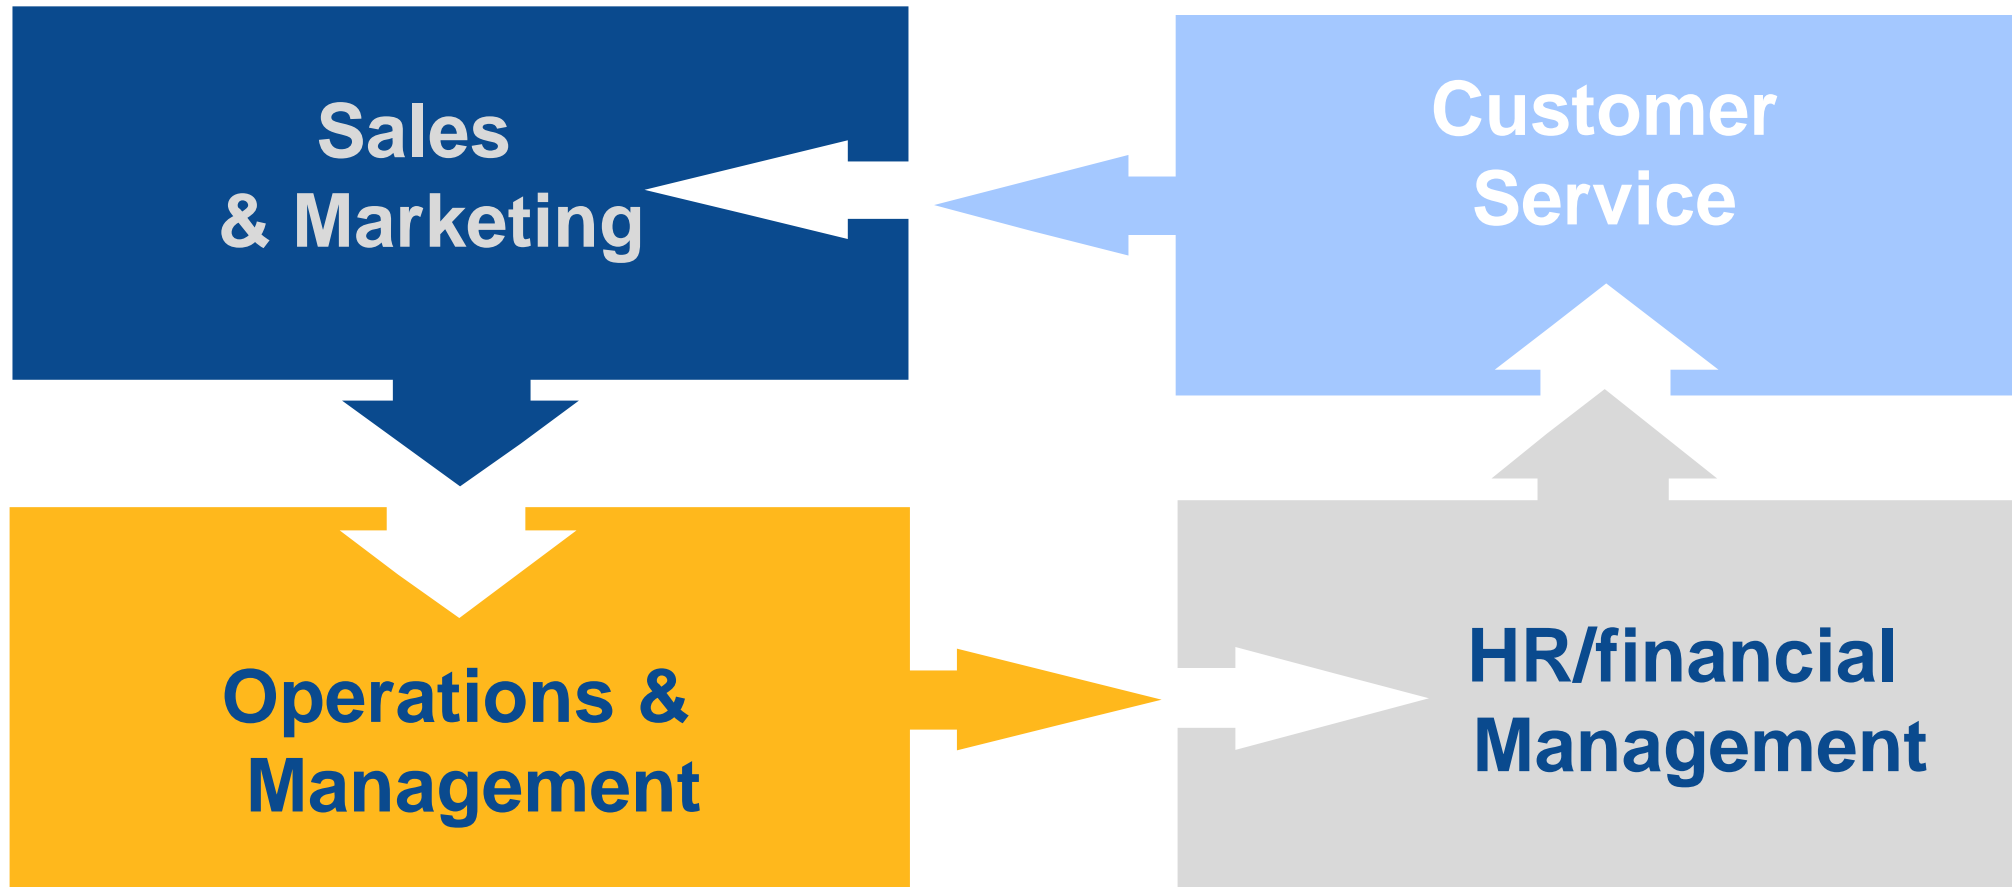 Sales
& Marketing
Customer
Service
Operations &
Management
HR/financial
Management